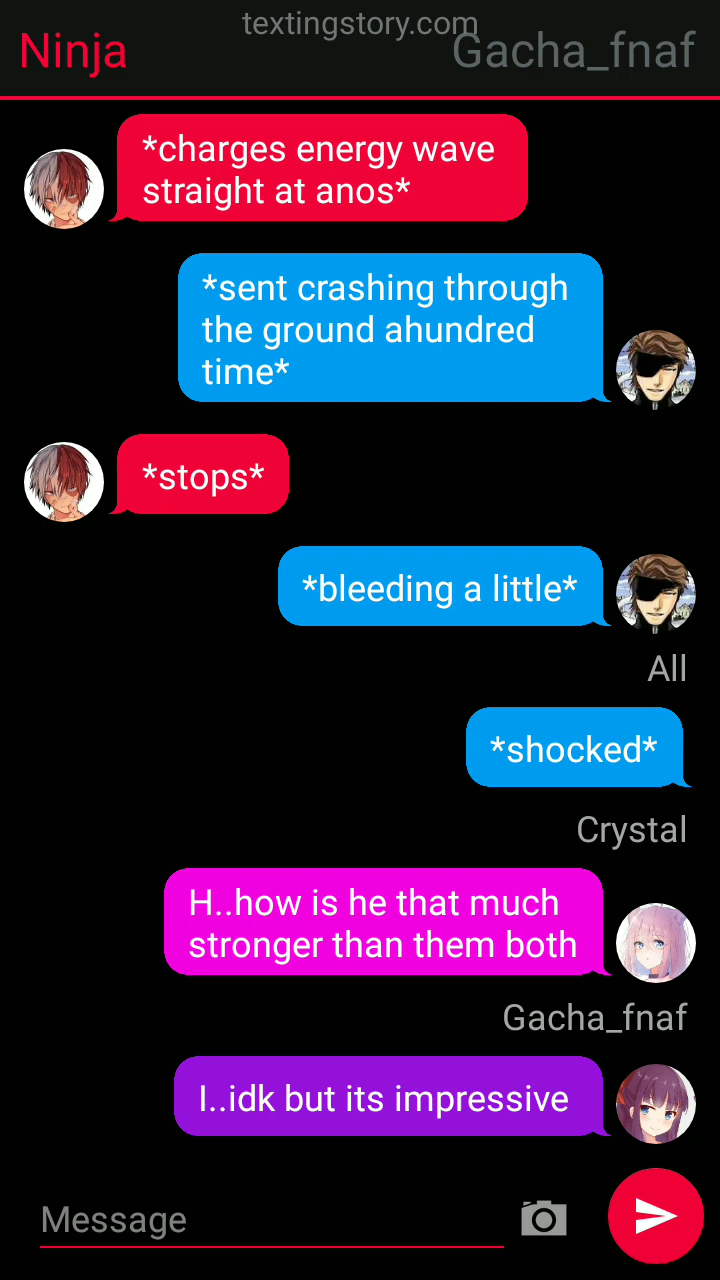 textingstory.com
Ninja
Gacha_fnaf
*charges energy wave
straight at anos*
*sent crashing through
the ground ahundred
time*
*stops*
*bleeding a little*
All
*shocked*
Crystal
H..how is he that much
stronger than them both
Gacha_fnaf
I..idk but its impressive
Message